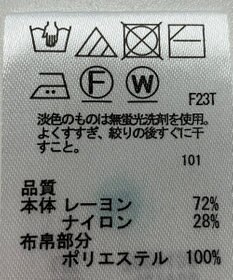 F W F23T
淡色のものは無蛍光洗剤を使用。
よくすすぎ、絞りの後すぐに干
すこと。
101
品質
本体 レーヨン 72%
ナイロン 28%
布帛部分
ポリエステル 100%